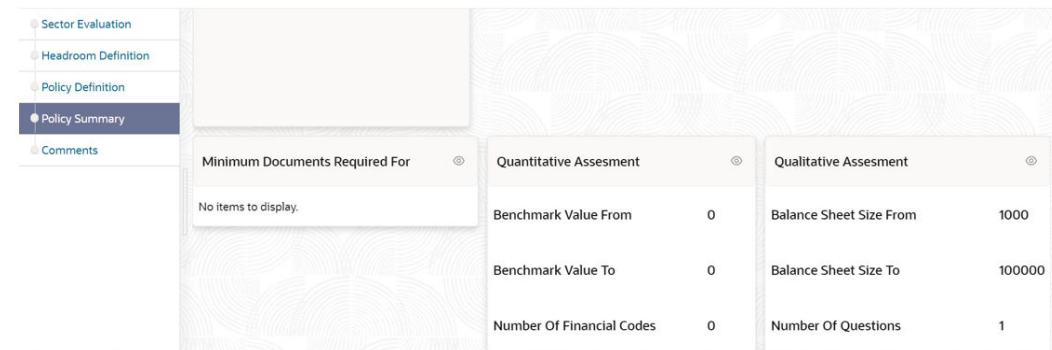 Sector Evaluation
Headroom Definition
Policy Definition
Policy Summary
Comments
Minimum Documents Required For
No items to display.
Quantitative Assesment
Benchmark Value From 0
Benchmark Value To 0
Number Of Financial Codes 0
Qualitative Assesment
Balance Sheet Size From 1000
Balance Sheet Size To 100000
Number Of Questions 1